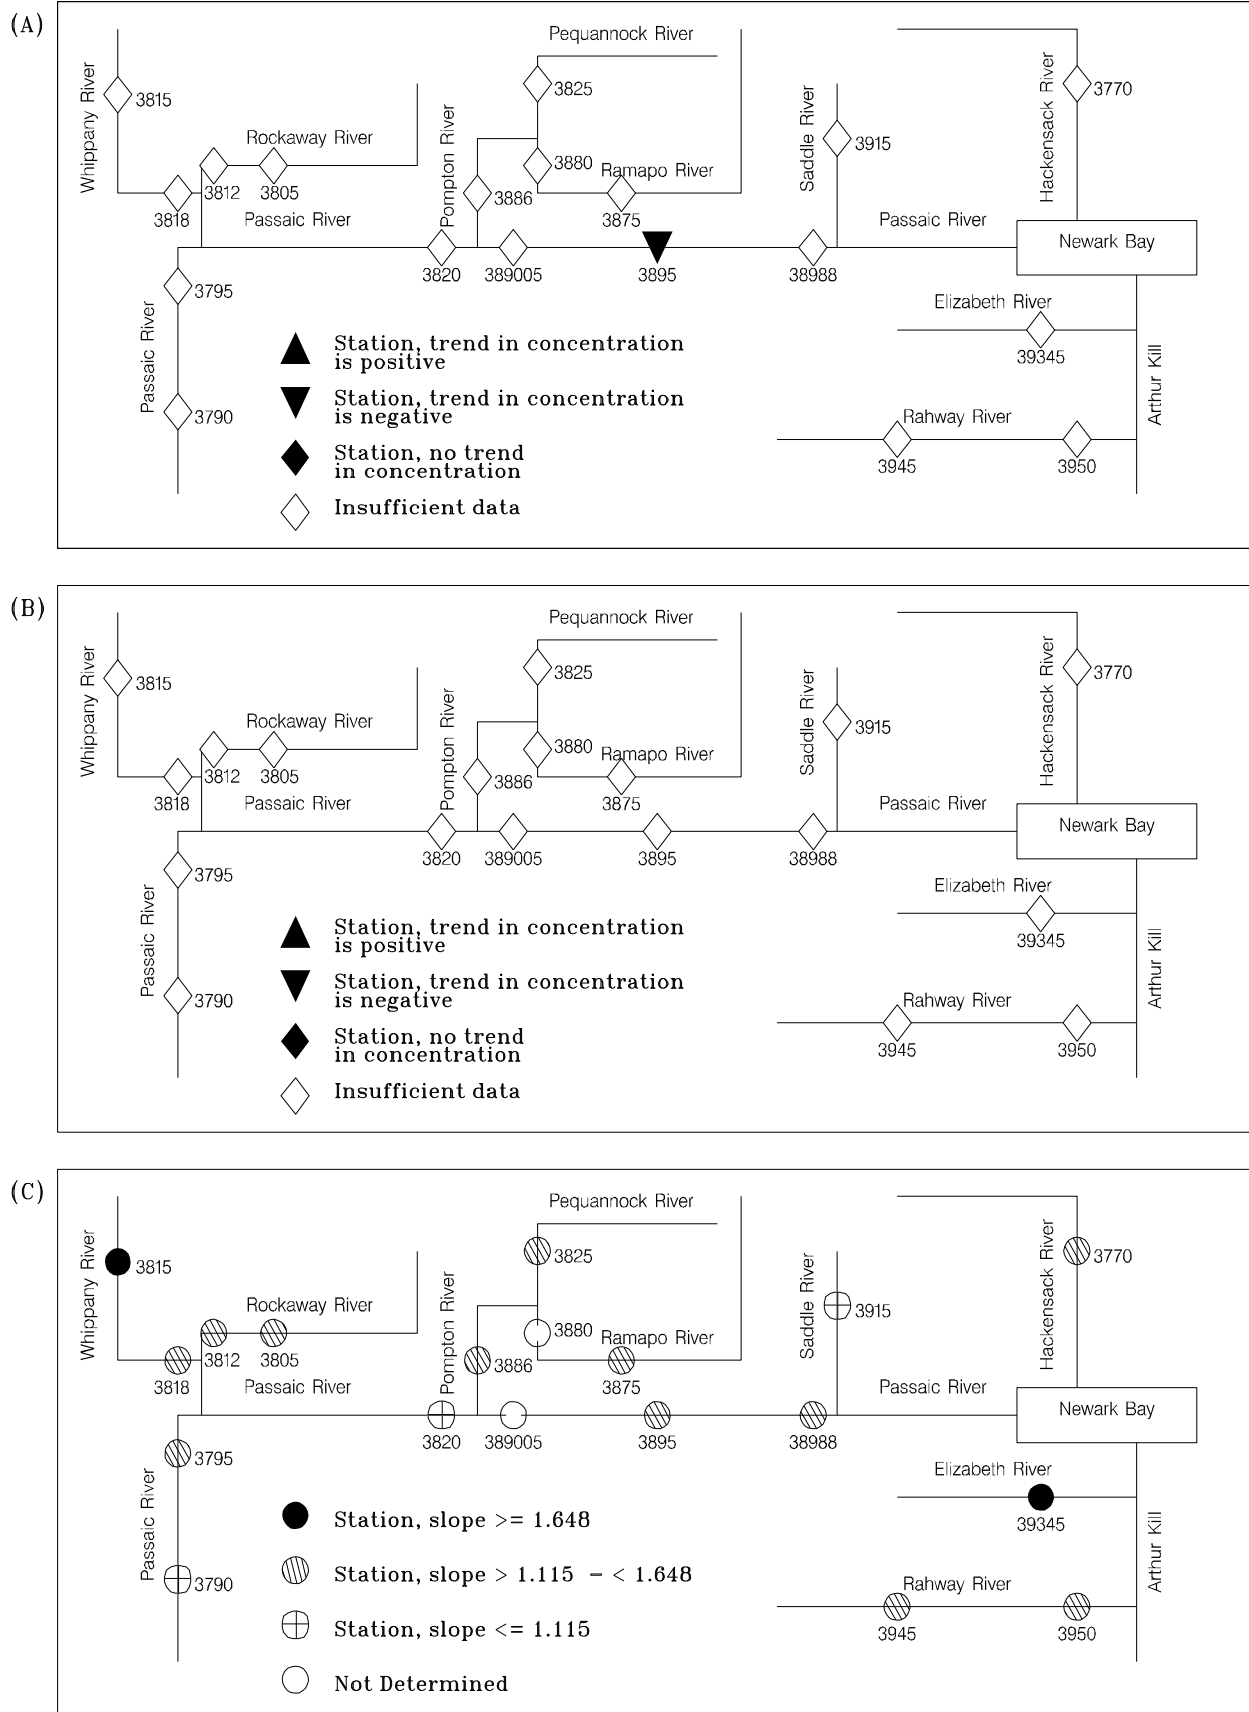 (A)
Pequannock River
Whippany River
3815
3825
3770
Hackensack River
Rockaway River
Pompton River
Saddle River
3915
3812
3805
3880
Ramapo River
3886
3818
3875
Passaic River
Passaic River
Newark Bay
3820
389005
3895
38988
3795
Elizabeth River
Passaic River
39345
Arthur Kill
Station, trend in concentration
is positive
Station, trend in concentration
is negative
3790
Rahway River
3945
3950
Station, no trend
in concentration
Insufficient data
(B)
Pequannock River
Whippany River
3815
3825
3770
Hackensack River
Rockaway River
Pompton River
Saddle River
3915
3812
3805
3880
Ramapo River
3886
3818
3875
Passaic River
Passaic River
Newark Bay
3820
389005
3895
38988
3795
Elizabeth River
Passaic River
39345
Arthur Kill
Station, trend in concentration
is positive
Station, trend in concentration
is negative
3790
Rahway River
3945
3950
Station, no trend
in concentration
Insufficient data
(C)
Pequannock River
Whippany River
3815
3825
3770
Hackensack River
Rockaway River
Pompton River
Saddle River
3915
3812
3805
3880
Ramapo River
3886
3818
3875
Passaic River
Passaic River
Newark Bay
3820
389005
3895
38988
3795
Elizabeth River
Passaic River
39345
Arthur Kill
Station, slope >= 1.648
Station, slope > 1.115 - < 1.648
3790
Rahway River
3945
3950
Station, slope <= 1.115
Not Determined